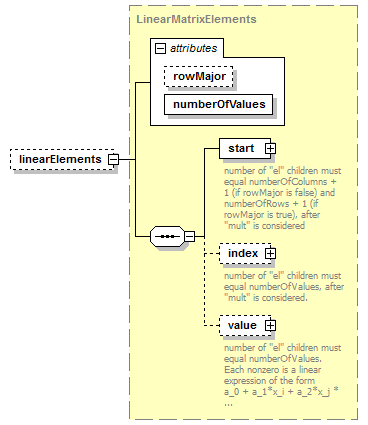 LinearMatrixElements
attributes
rowMajor
numberOfValues
linearElements
start
number of "el" children must
equal numberOfColumns +
1 (if rowMajor is false) and
numberOfRows + 1 (if
rowMajor is true), after
"mult" is considered
index
number of "el" children must
equal numberOfValues, after
"mult" is considered.
value
number of "el" children must
equal numberOfValues.
Each nonzero is a linear
expression of the form
a_0 + a_1*x_i + a_2*x_j *
...